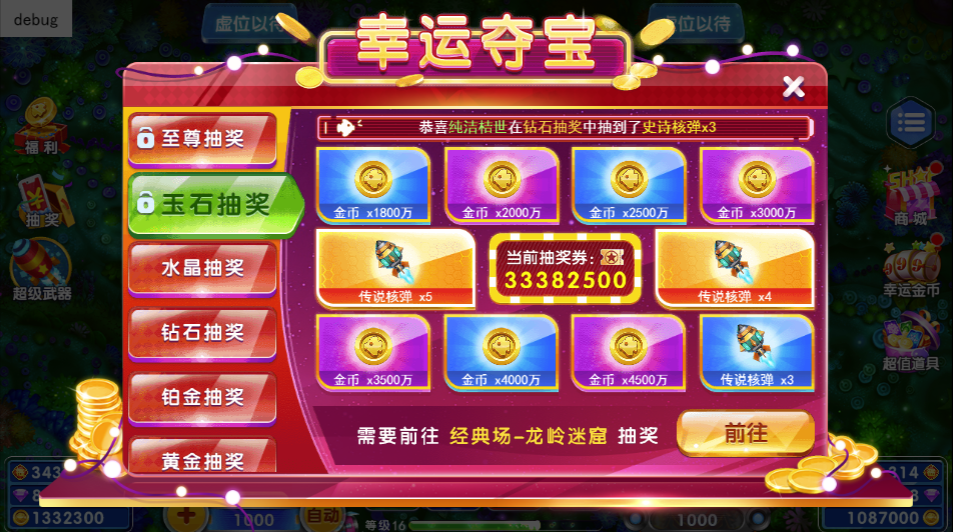 debug
虚位以待
虚位以待
幸运夺宝
福利
抽奖
超级武器
至尊抽奖
玉石抽奖
水晶抽奖
钻石抽奖
铂金抽奖
黄金抽奖
恭喜纯洁桔世在钻石抽奖中抽到了史诗核弹x3
金币 x1800万
金币 x2000万
金币 x2500万
金币 x3000万
传说核弹 x5
当前抽奖券:
33382500
传说核弹 x4
金币 x3500万
金币 x4000万
金币 x4500万
传说核弹 x3
需要前往 经典场-龙岭迷窟 抽奖
前往
SHOP
商城
幸运金币
超值道具
343
8
1332300
1000
自动
等级16
1000
314
8
1087000